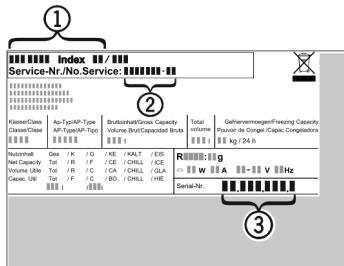 1
Index /
Service-Nr./No.Service: -
2
Klasse/Class Ap-Typ/AP-Type Bruttoinhalt/Gross Capacity Total Gefriervermoegen/Freezing Capacity
Classe/Clase AP-Type/AP-Tipo Volume Brut/Capacidad Bruta volume Pouvoir de Congel./Capac.Congeladora
l l kg / 24 h
Nutzinhalt Ges / K / G / KE / KALT / EIS
Net.Capacity Tot / R / F / CE / CHILL / ICE
Volume Utile Tot / R / C / CA / CHILL / GLA
Capac. Util Tot / F / C / BO / CHILL / HIE
l / l
R : g
W A - V Hz
Serial-Nr. . . .
3